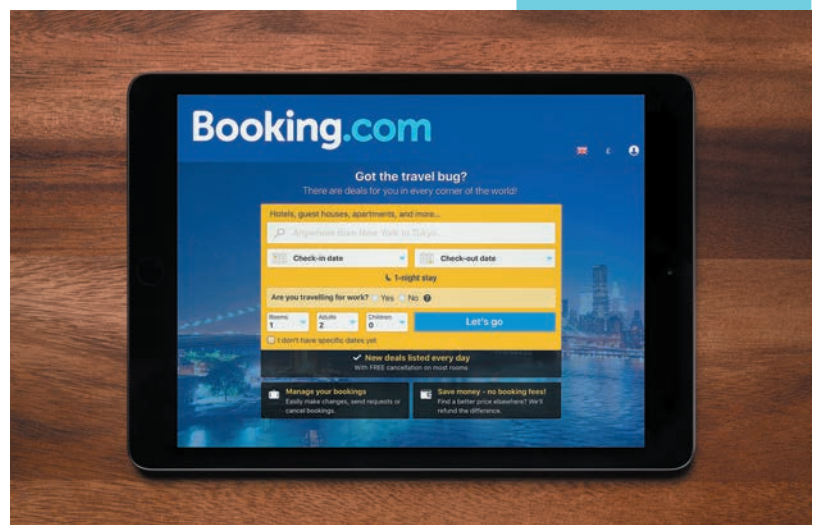 Booking.com
£
Got the travel bug?
There are deals for you in every corner of the world!
Hotels, guest houses, apartments, and more...
Anywhere from New York to Tokyo...
Check-in date
Check-out date
1-night stay
Are you travelling for work? Yes No ?
Rooms
1
Adults
2
Children
0
Let's go
I don't have specific dates yet
New deals listed every day
With FREE cancellation on most rooms
Manage your bookings
Easily make changes, send requests or
cancel bookings.
Save money - no booking fees!
Find a better price elsewhere? We'll
refund the difference.